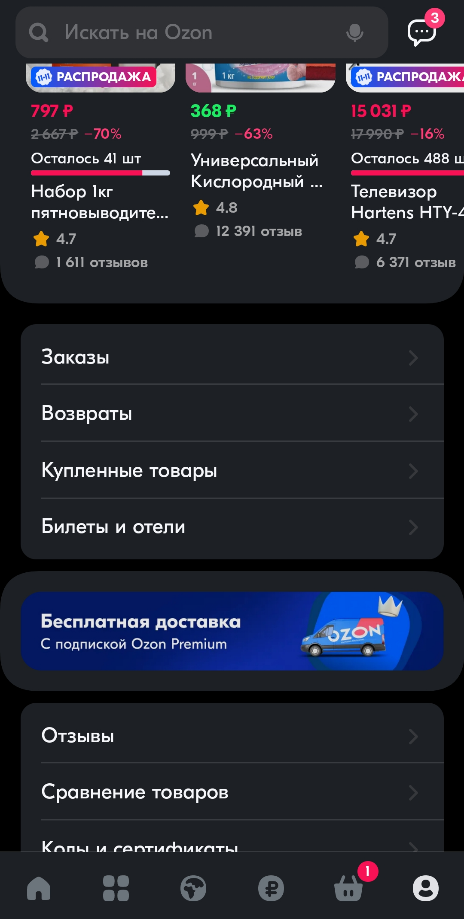 Искать на Ozon
3
РАСПРОДАЖА
1 кг
РАСПРОДАЖА
797 ₽
2 667 ₽ −70%
Осталось 41 шт
Набор 1кг
пятновыводите...
4.7
1 611 отзывов
368 ₽
999 ₽ −63%
Универсальный
Кислородный ...
4.8
12 391 отзыв
15 031 ₽
17 990 ₽ −16%
Осталось 488 ш
Телевизор
Hartens HTY-4
4.7
6 371 отзыв
Заказы
Возвраты
Купленные товары
Билеты и отели
Бесплатная доставка
С подпиской Ozon Premium
OZON
Отзывы
Сравнение товаров
Коды и сертификаты
1